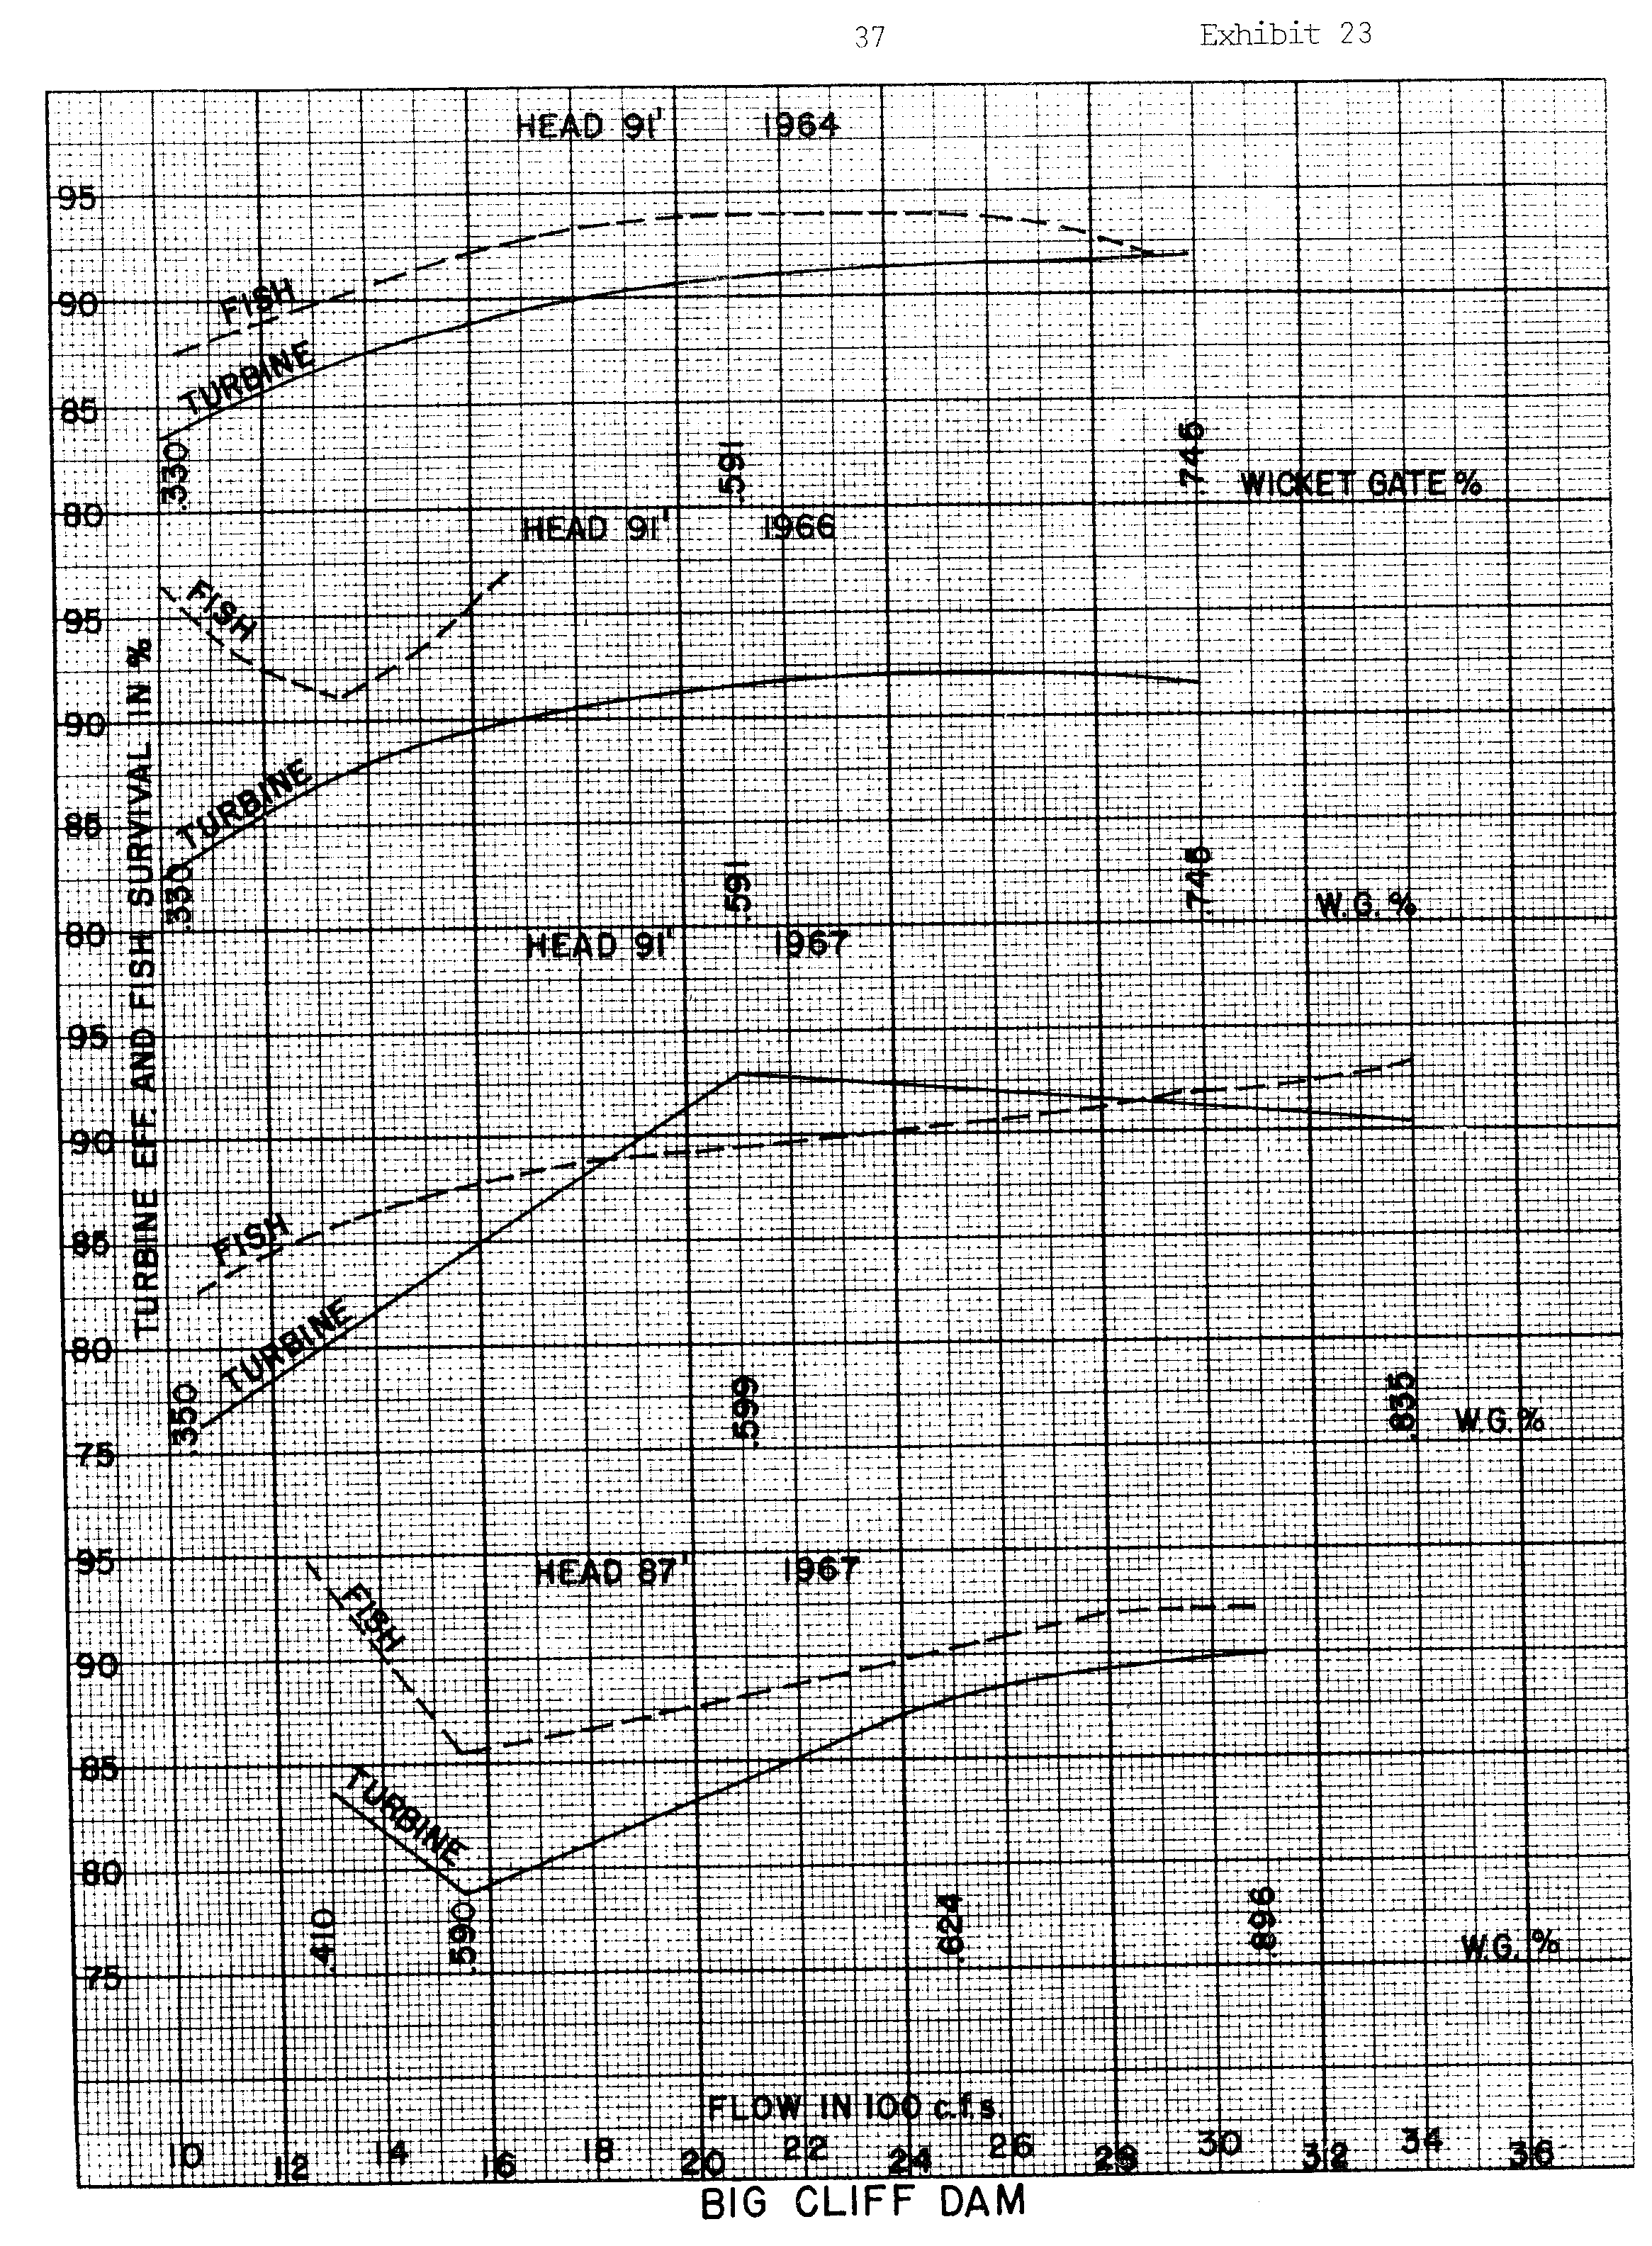 37 Exhibit 23
HEAD 91' 1964
95
FISH
90
TURBINE
85
.330 .591 .745 WICKET GATE %
80
HEAD 91' 1966
FISH
95
90
TURBINE
85
.330 .591 .745 W.G. %
80
HEAD 91' 1967
95
90
FISH
85
TURBINE
80
.350 .599 .835 W.G. %
75
95
HEAD 87' 1967
FISH
90
85
TURBINE
80
.410 .590 .624 .896 W.G. %
75
TURBINE EFF. AND FISH SURVIVAL IN %
FLOW IN 100 c.f.s.
10 12 14 16 18 20 22 24 26 28 30 32 34 36
BIG CLIFF DAM